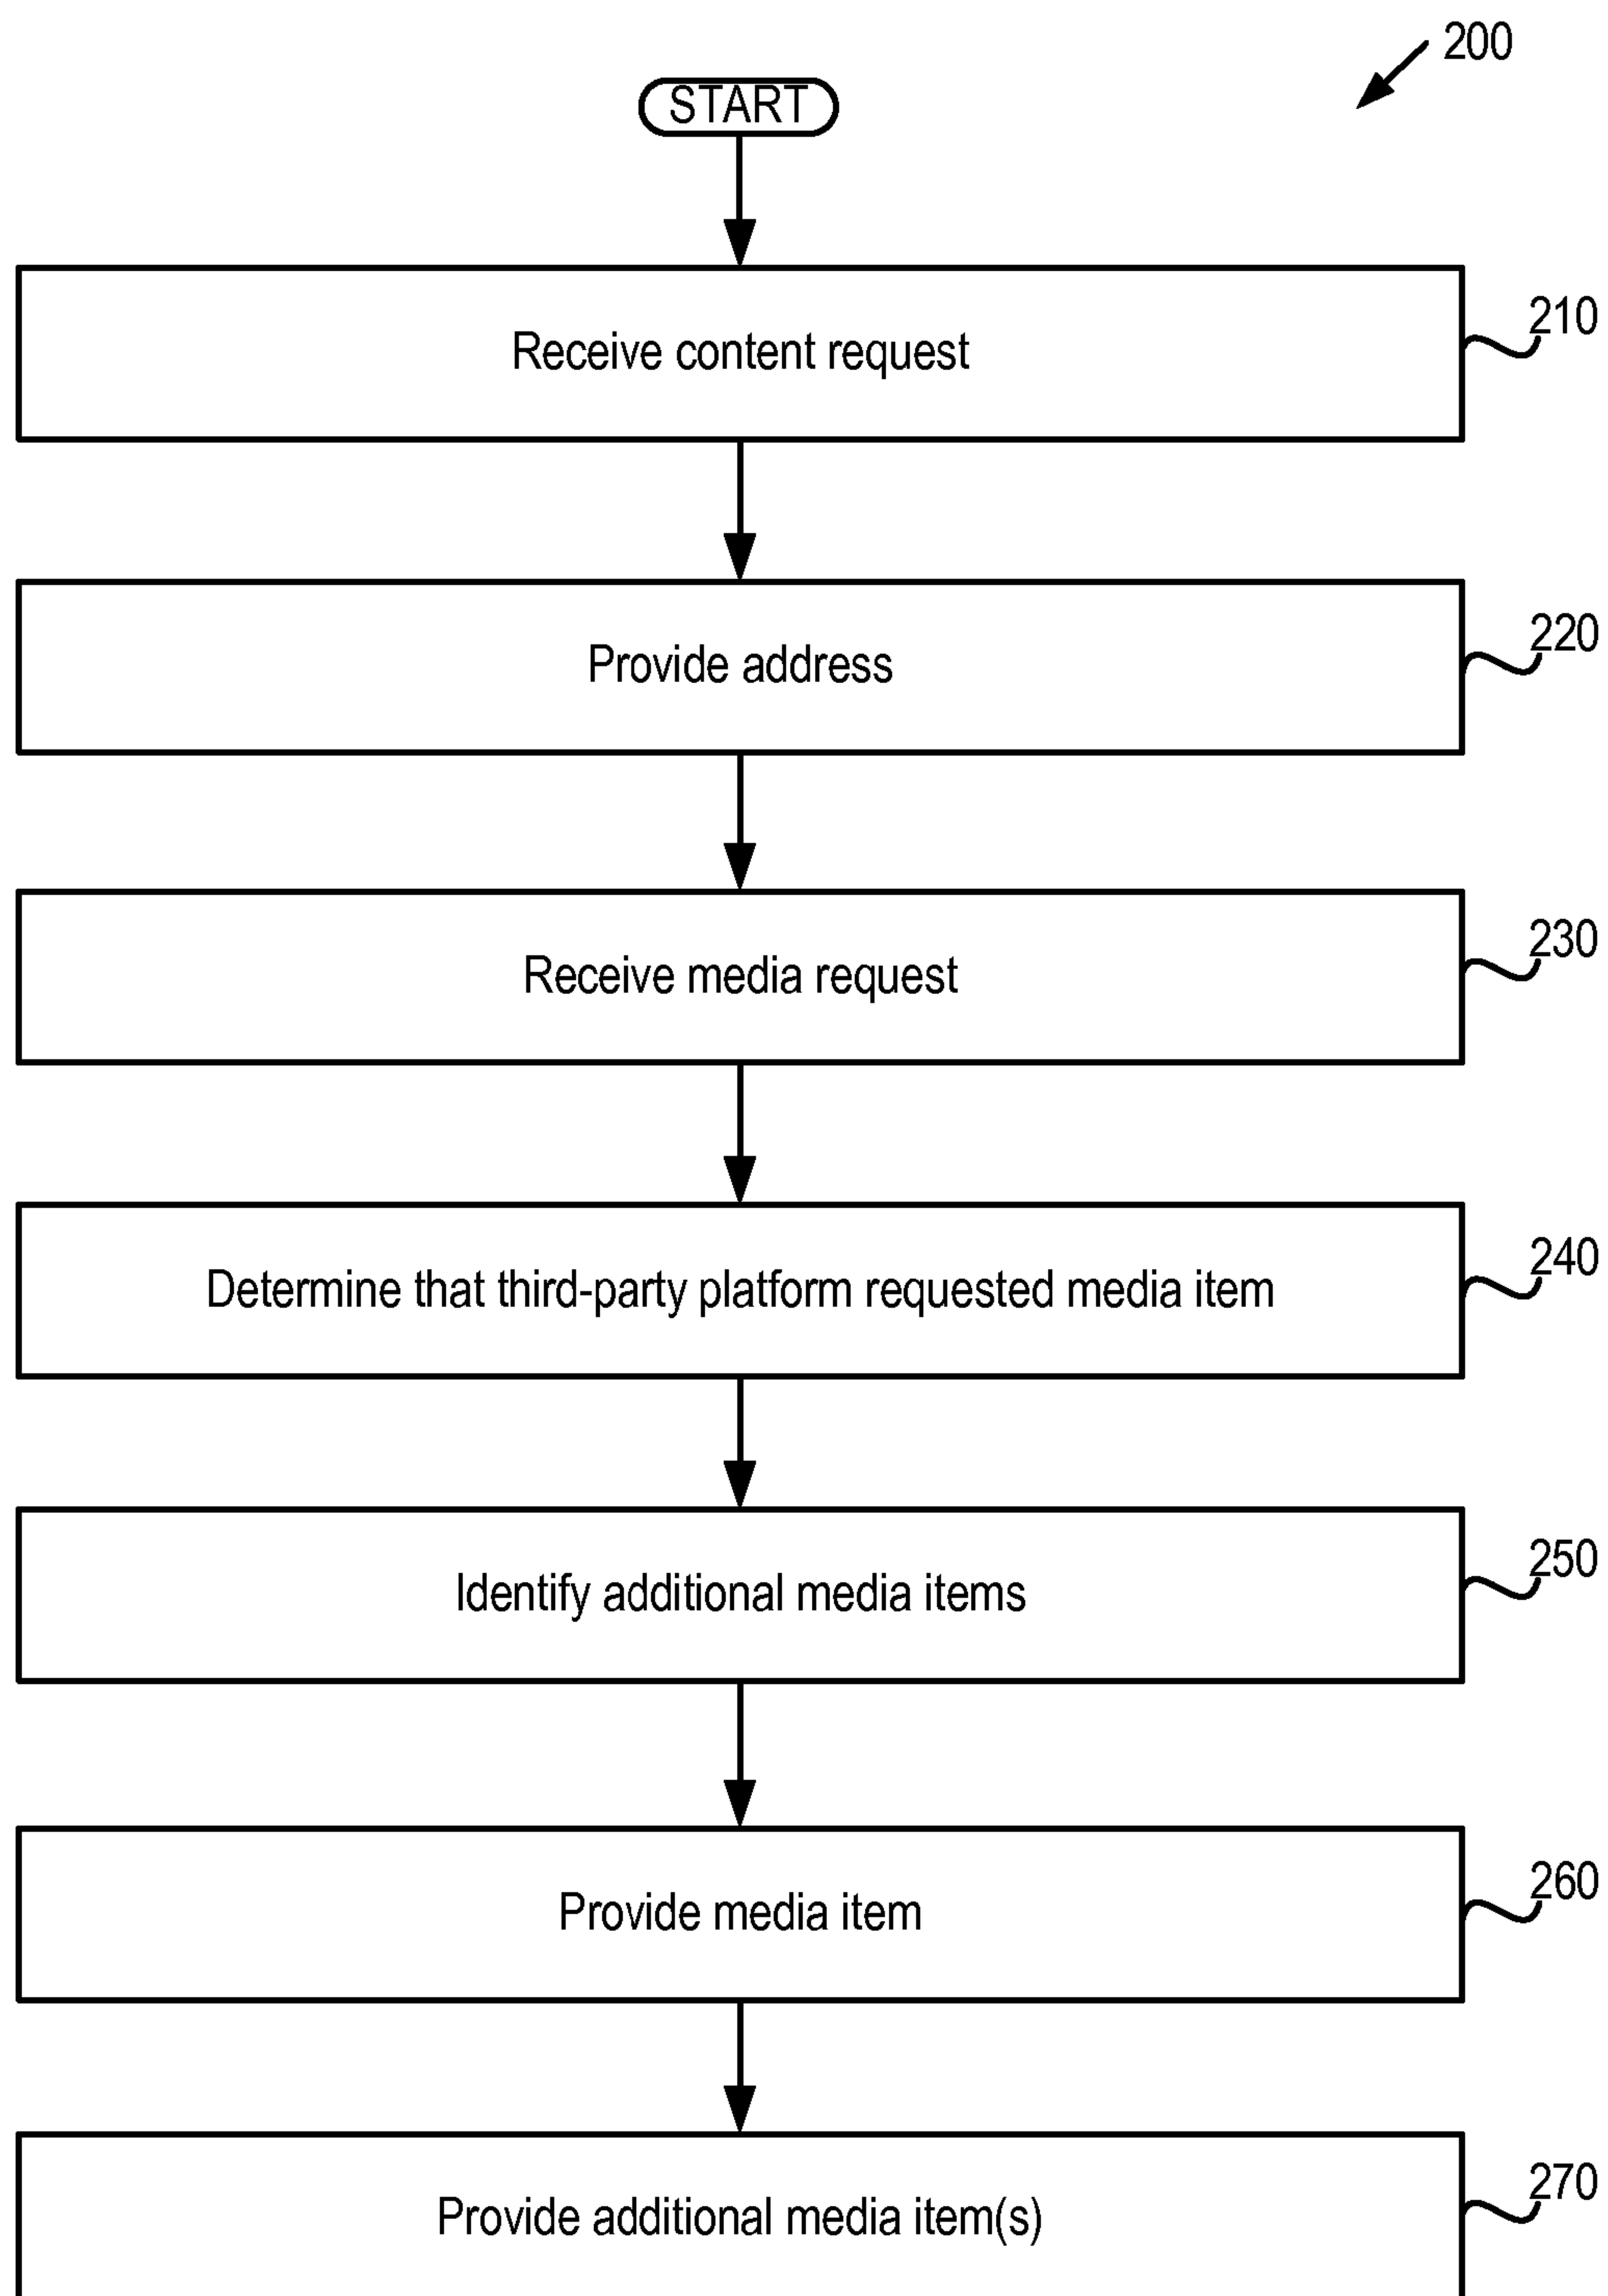 200
START
Receive content request
210
Provide address
220
Receive media request
230
Determine that third-party platform requested media item
240
Identify additional media items
250
Provide media item
260
Provide additional media item(s)
270